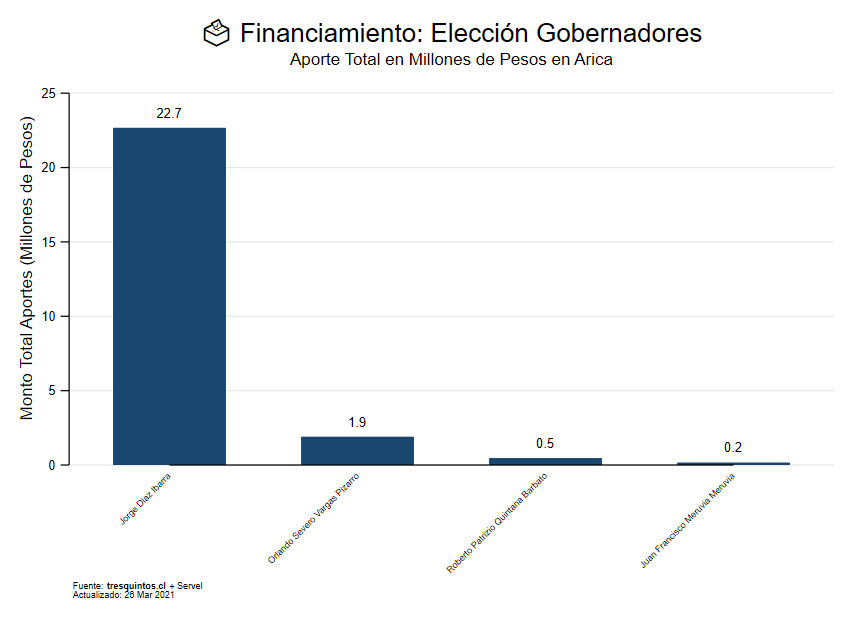 Financiamiento: Elección Gobernadores
Aporte Total en Millones de Pesos en Arica
Monto Total Aportes (Millones de Pesos)
25
20
15
10
5
0
22.7
1.9
0.5
0.2
Jorge Díaz Ibarra
Orlando Severo Vargas Pizarro
Roberto Patrizio Quintana Barbato
Juan Francisco Meruvia Meruvia
Fuente: tresquintos.cl + Servel
Actualizado: 26 Mar 2021